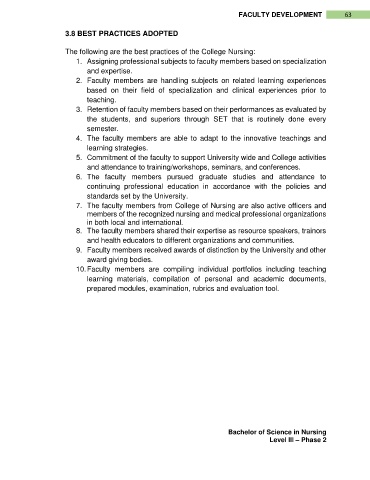 FACULTY DEVELOPMENT 63
3.8 BEST PRACTICES ADOPTED
The following are the best practices of the College Nursing:
1. Assigning professional subjects to faculty members based on specialization
and expertise.
2. Faculty members are handling subjects on related learning experiences
based on their field of specialization and clinical experiences prior to
teaching.
3. Retention of faculty members based on their performances as evaluated by
the students, and superiors through SET that is routinely done every
semester.
4. The faculty members are able to adapt to the innovative teachings and
learning strategies.
5. Commitment of the faculty to support University wide and College activities
and attendance to training/workshops, seminars, and conferences.
6. The faculty members pursued graduate studies and attendance to
continuing professional education in accordance with the policies and
standards set by the University.
7. The faculty members from College of Nursing are also active officers and
members of the recognized nursing and medical professional organizations
in both local and international.
8. The faculty members shared their expertise as resource speakers, trainors
and health educators to different organizations and communities.
9. Faculty members received awards of distinction by the University and other
award giving bodies.
10. Faculty members are compiling individual portfolios including teaching
learning materials, compilation of personal and academic documents,
prepared modules, examination, rubrics and evaluation tool.
Bachelor of Science in Nursing
Level III – Phase 2